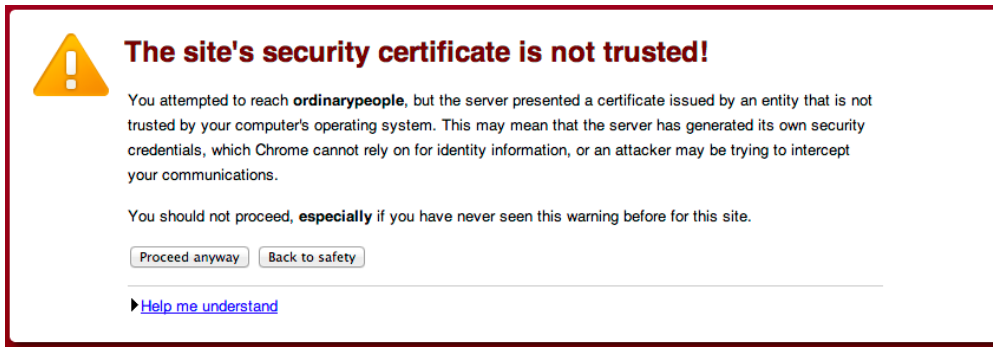 The site's security certificate is not trusted!
You attempted to reach ordinarypeople, but the server presented a certificate issued by an entity that is not
trusted by your computer's operating system. This may mean that the server has generated its own security
credentials, which Chrome cannot rely on for identity information, or an attacker may be trying to intercept
your communications.
You should not proceed, especially if you have never seen this warning before for this site.
Proceed anyway Back to safety
Help me understand